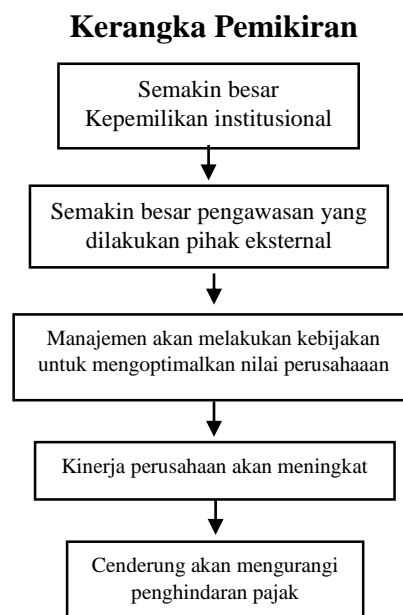 Kerangka Pemikiran
Semakin besar
Kepemilikan institusional
Semakin besar pengawasan yang
dilakukan pihak eksternal
Manajemen akan melakukan kebijakan
untuk mengoptimalkan nilai perusahaaan
Kinerja perusahaan akan meningkat
Cenderung akan mengurangi
penghindaran pajak